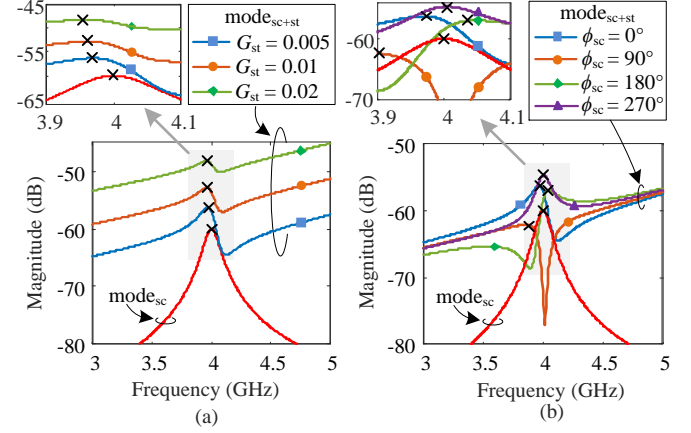 -45
-55
-65
3.9
4
4.1
mode_sc+st
G_st = 0.005
G_st = 0.01
G_st = 0.02
-50
-60
-70
-80
Magnitude (dB)
mode_sc
3
3.5
4
4.5
5
Frequency (GHz)
(a)
-60
-70
3.9
4
4.1
mode_sc+st
ϕ_sc = 0°
ϕ_sc = 90°
ϕ_sc = 180°
ϕ_sc = 270°
-50
-60
-70
-80
Magnitude (dB)
mode_sc
3
3.5
4
4.5
5
Frequency (GHz)
(b)